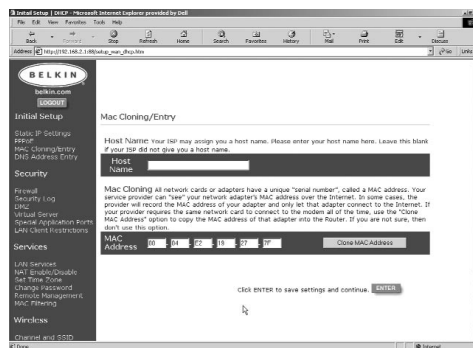 Initail Setup | DHCP - Microsoft Internet Explorer provided by Dell
File Edit View Favorites Tools Help
Back Forward Stop Refresh Home Search Favorites History Mail Print Edit Discuss
Address http://192.168.2.1:88/setup_wan_dhcp.htm Go Links
BELKIN
belkin.com
LOGOUT
Initial Setup
Static IP Settings
PPPoE
MAC Cloning/Entry
DNS Address Entry
Security
Firewall
Security Log
DMZ
Virtual Server
Special Application Ports
LAN Client Restrictions
Services
LAN Services
NAT Enable/Disable
Set Time Zone
Change Password
Remote Management
MAC Filtering
Wireless
Channel and SSID
Mac Cloning/Entry
Host Name Your ISP may assign you a host name. Please enter your host name here. Leave this blank
if your ISP did not give you a host name.
Host
Name
Mac Cloning All network cards or adapters have a unique "serial number", called a MAC address. Your
service provider can "see" your network adapter's MAC address over the Internet. In some cases, the
provider will record the MAC address of your adapter and only let that adapter connect to the Internet. If
your provider requires the same network card to connect to the modem all of the time, use the "Clone
MAC Address" option to copy the MAC address of that adapter into the Router. If you are not sure, then
don't use this option.
MAC
Address 00 . 04 . E2 . 18 . 27 . 7F Clone MAC Address
Click ENTER to save settings and continue. ENTER
Done Internet